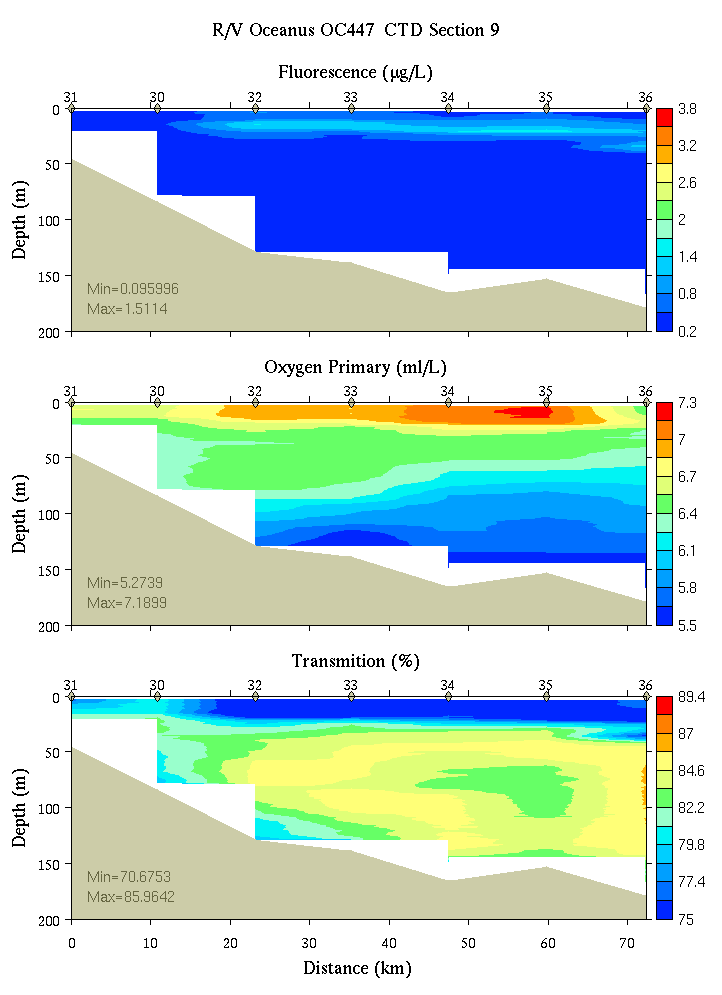 R/V Oceanus OC447 CTD Section 9
Fluorescence (µg/L)
31 30 32 33 34 35 36
0
50
100
150
200
Depth (m)
Min=0.095996
Max=1.5114
3.8
3.2
2.6
2
1.4
0.8
0.2
Oxygen Primary (ml/L)
31 30 32 33 34 35 36
0
50
100
150
200
Depth (m)
Min=5.2739
Max=7.1899
7.3
7
6.7
6.4
6.1
5.8
5.5
Transmition (%)
31 30 32 33 34 35 36
0
50
100
150
200
Depth (m)
Min=70.6753
Max=85.9642
89.4
87
84.6
82.2
79.8
77.4
75
0 10 20 30 40 50 60 70
Distance (km)